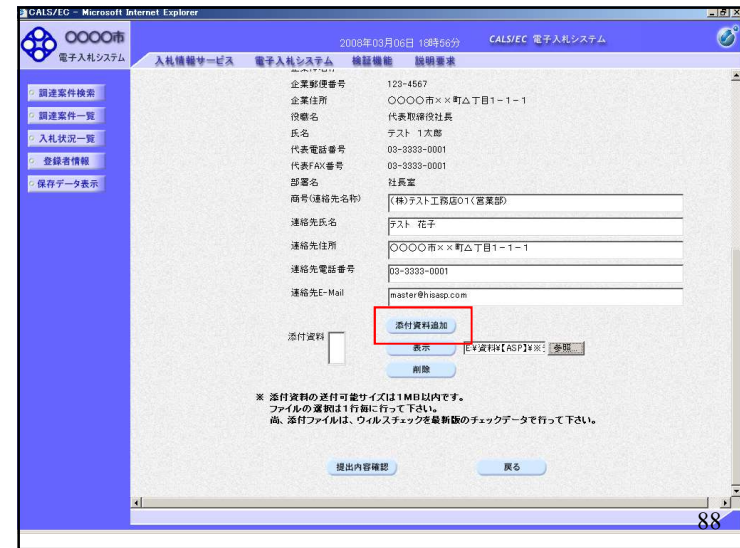 CALS/EC - Microsoft Internet Explorer
〇〇〇〇市
電子入札システム
2008年03月06日 18時56分
CALS/EC 電子入札システム
入札情報サービス 電子入札システム 検証機能 説明要求
調達案件検索
調達案件一覧
入札状況一覧
登録者情報
保存データ表示
企業郵便番号 123-4567
企業住所 〇〇〇〇市××町△丁目1-1-1
役職名 代表取締役社長
氏名 テスト 1太郎
代表電話番号 03-3333-0001
代表FAX番号 03-3333-0001
部署名 社長室
商号(連絡先名称) (株)テスト工務店01(営業部)
連絡先氏名 テスト 花子
連絡先住所 〇〇〇〇市××町△丁目1-1-1
連絡先電話番号 03-3333-0001
連絡先E-Mail master@hisasp.com
添付資料追加
添付資料
表示 E¥資料¥【ASP】¥※ 参照...
削除
※ 添付資料の送付可能サイズは1MB以内です。
ファイルの選択は1行毎に行って下さい。
尚、添付ファイルは、ウィルスチェックを最新版のチェックデータで行って下さい。
提出内容確認 戻る
88